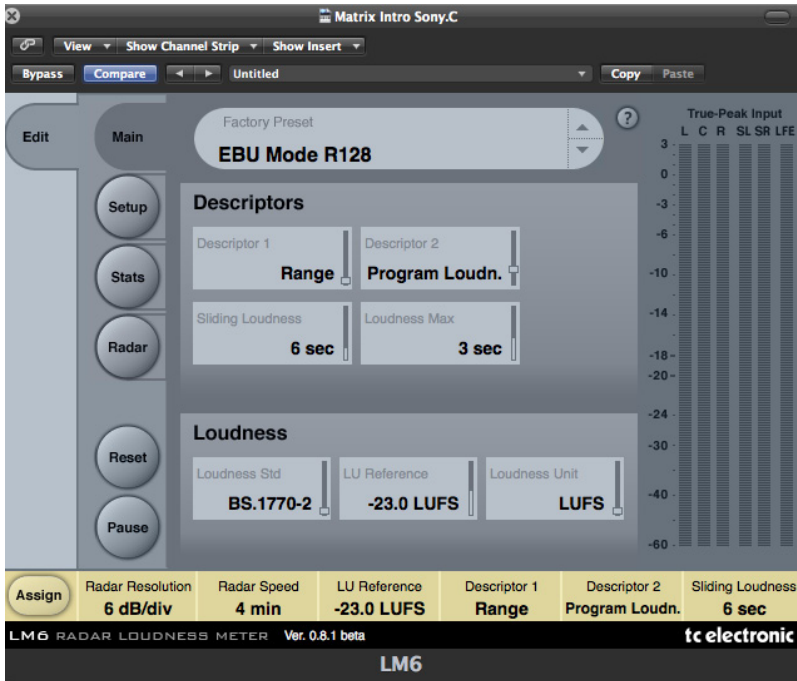 Matrix Intro Sony.C
View Show Channel Strip Show Insert
Bypass Compare Untitled Copy Paste
Edit
Main
Setup
Stats
Radar
Reset
Pause
Factory Preset
EBU Mode R128
?
Descriptors
Descriptor 1 Descriptor 2
Range Program Loudn.
Sliding Loudness Loudness Max
6 sec 3 sec
Loudness
Loudness Std LU Reference Loudness Unit
BS.1770-2 -23.0 LUFS LUFS
True-Peak Input
L C R SL SR LFE
3
0
-3
-6
-10
-14
-18
-20
-24
-30
-40
-60
Assign
Radar Resolution Radar Speed LU Reference Descriptor 1 Descriptor 2 Sliding Loudness
6 dB/div 4 min -23.0 LUFS Range Program Loudn. 6 sec
LM6 RADAR LOUDNESS METER Ver. 0.8.1 beta tc electronic
LM6